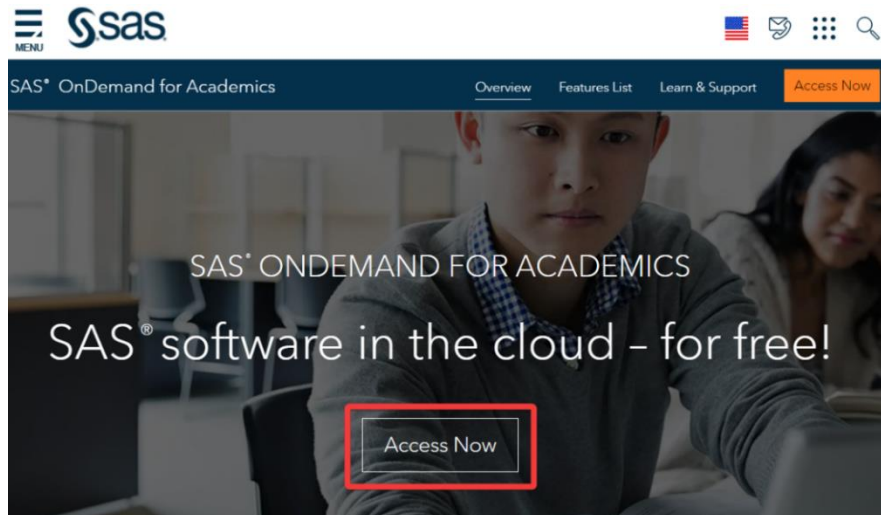 MENU
sas
SAS® OnDemand for Academics
Overview
Features List
Learn & Support
Access Now
SAS® ONDEMAND FOR ACADEMICS
SAS® software in the cloud – for free!
Access Now